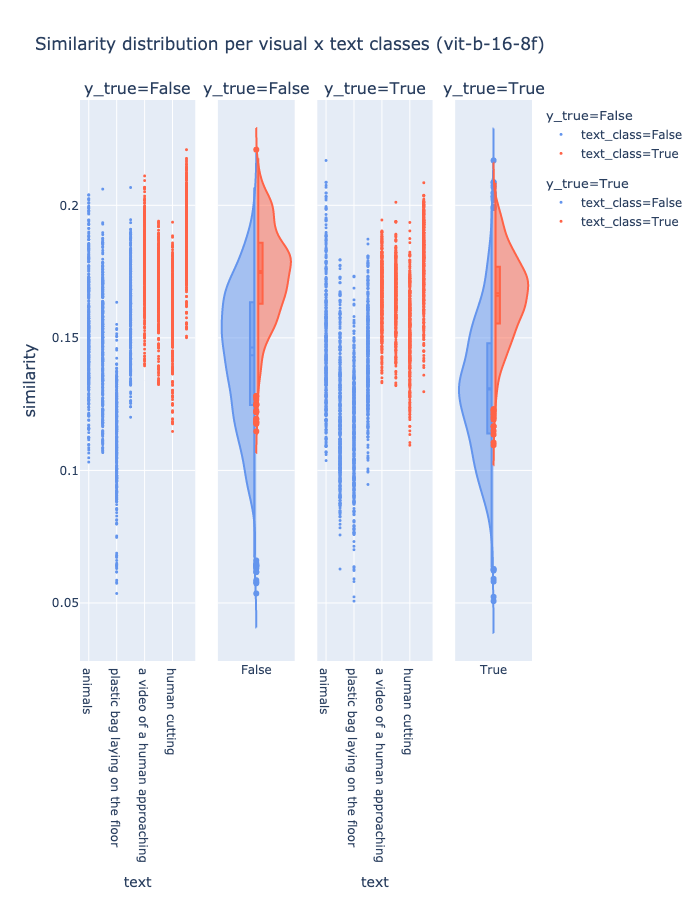 Similarity distribution per visual x text classes (vit-b-16-8f)
y_true=False
y_true=False
y_true=True
y_true=True
y_true=False
text_class=False
text_class=True
y_true=True
text_class=False
text_class=True
similarity
0.2
0.15
0.1
0.05
animals
plastic bag laying on the floor
a video of a human approaching
human cutting
False
animals
plastic bag laying on the floor
a video of a human approaching
human cutting
True
text
text